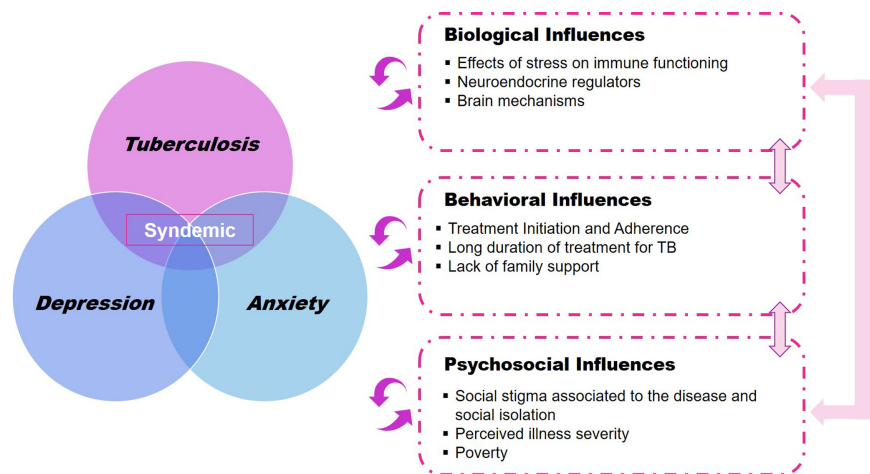 Tuberculosis
Syndemic
Depression
Anxiety
Biological Influences
▪ Effects of stress on immune functioning
▪ Neuroendocrine regulators
▪ Brain mechanisms
Behavioral Influences
▪ Treatment Initiation and Adherence
▪ Long duration of treatment for TB
▪ Lack of family support
Psychosocial Influences
▪ Social stigma associated to the disease and
social isolation
▪ Perceived illness severity
▪ Poverty